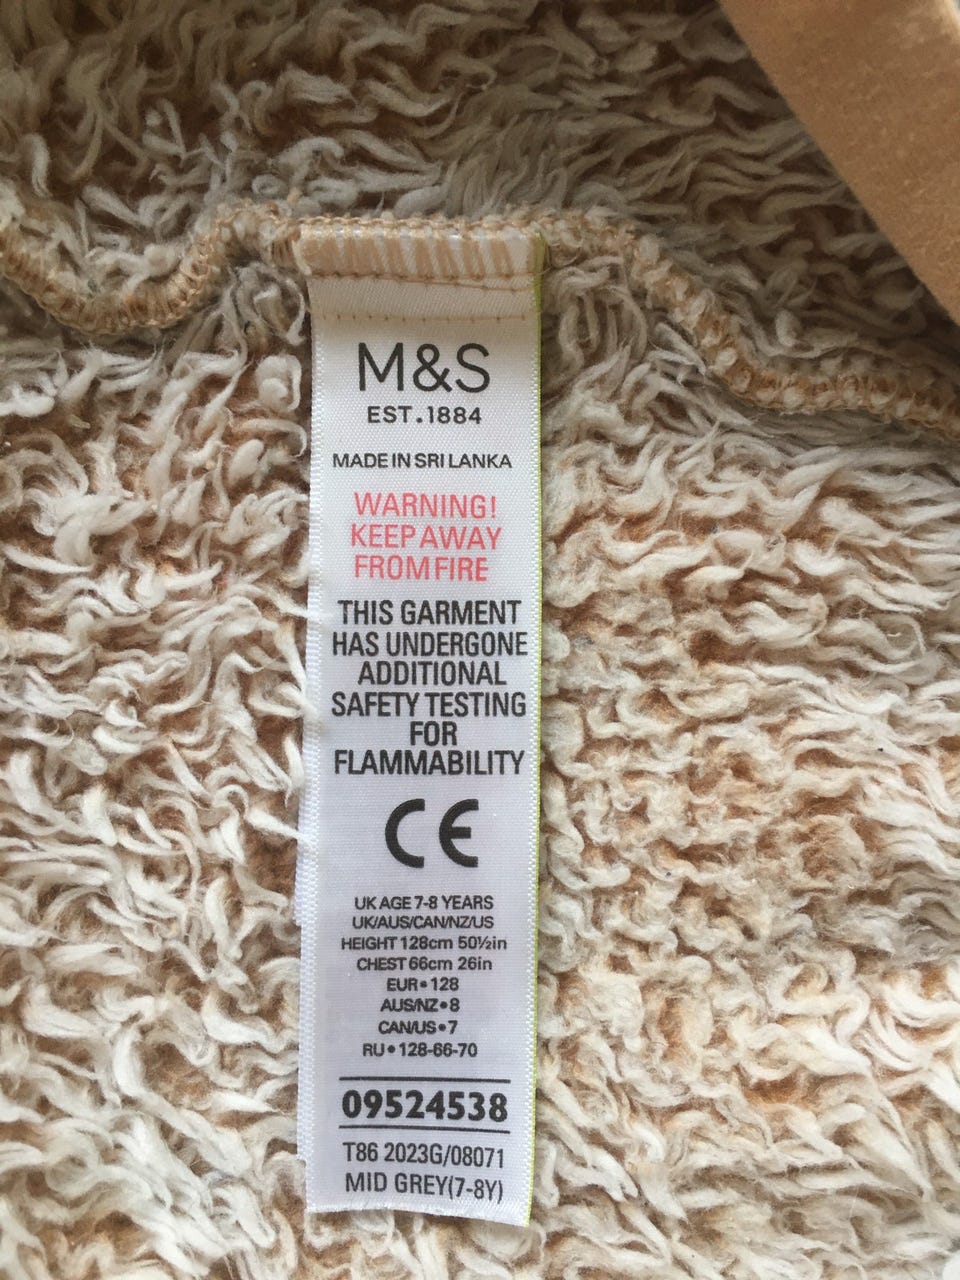 M&S
EST.1884
MADE IN SRI LANKA
WARNING!
KEEP AWAY
FROM FIRE
THIS GARMENT
HAS UNDERGONE
ADDITIONAL
SAFETY TESTING
FOR
FLAMMABILITY
CE
UK AGE 7-8 YEARS
UK/AUS/CAN/NZ/US
HEIGHT 128cm 50½in
CHEST 66cm 26in
EUR•128
AUS/NZ•8
CAN/US•7
RU•128-66-70
09524538
T86 2023G/08071
MID GREY(7-8Y)